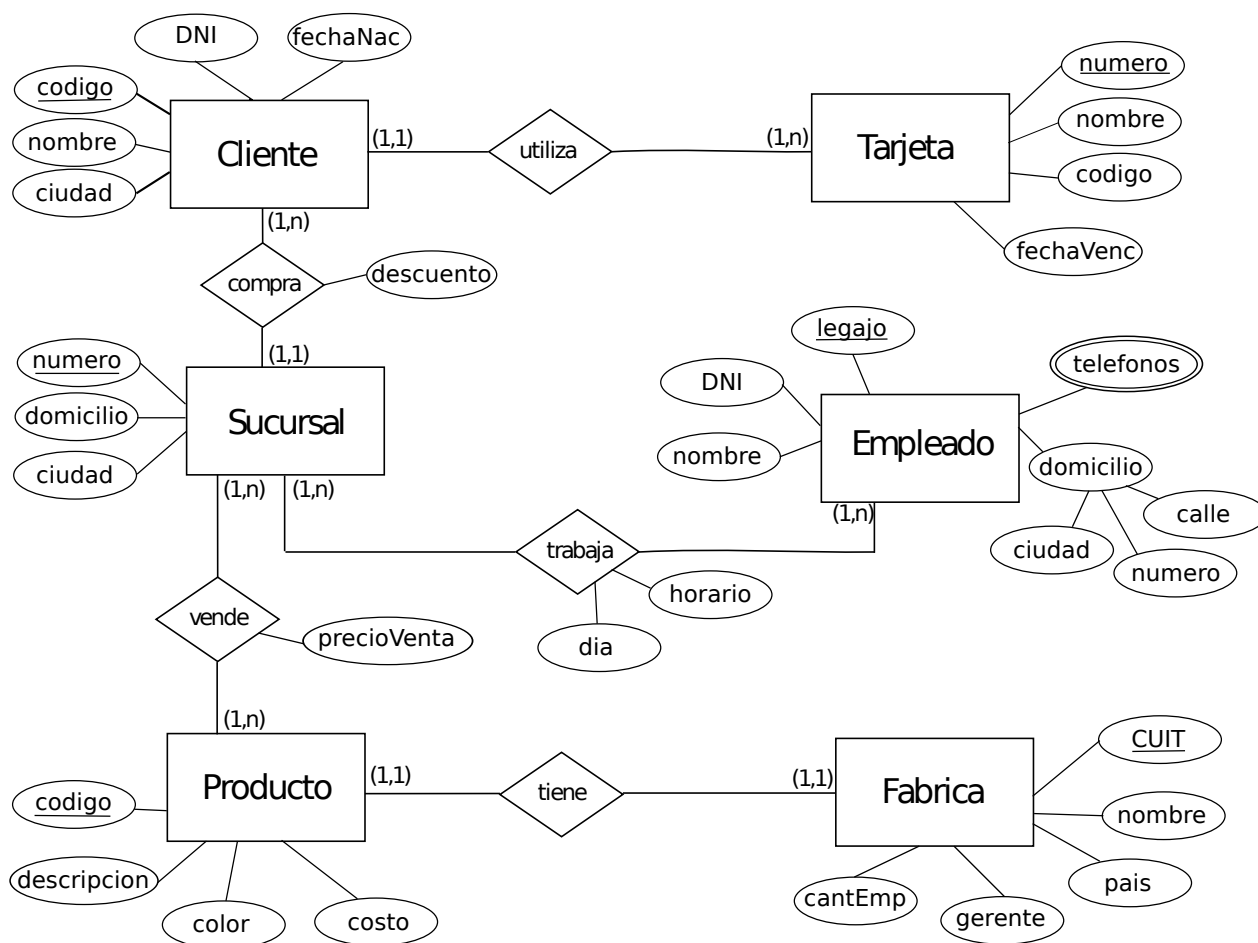 DNI
fechaNac
codigo
nombre
ciudad
Cliente
(1,1)
utiliza
(1,n)
Tarjeta
numero
nombre
codigo
fechaVenc
(1,n)
compra
descuento
(1,1)
numero
domicilio
ciudad
Sucursal
(1,n)
(1,n)
legajo
DNI
nombre
Empleado
telefonos
domicilio
calle
ciudad
numero
(1,n)
trabaja
horario
dia
vende
precioVenta
(1,n)
Producto
codigo
descripcion
color
costo
(1,1)
tiene
(1,1)
Fabrica
CUIT
nombre
pais
cantEmp
gerente